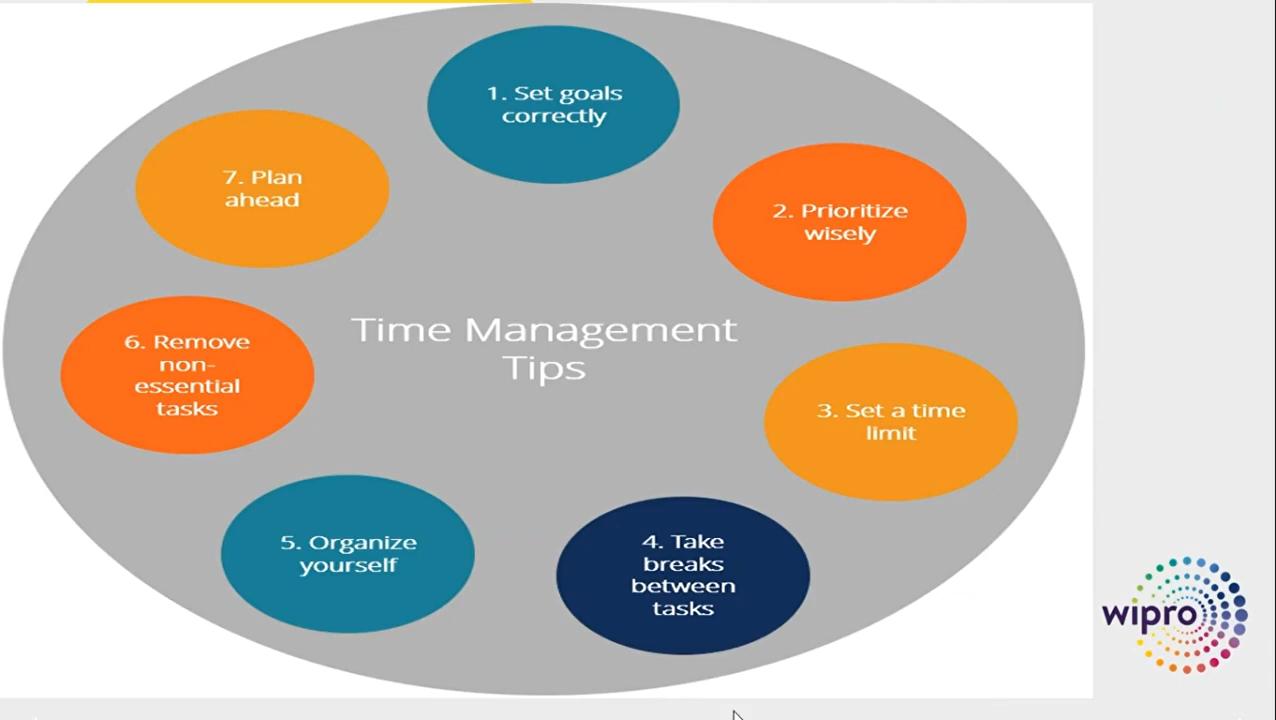 1. Set goals
correctly
2. Prioritize
wisely
3. Set a time
limit
4. Take
breaks
between
tasks
5. Organize
yourself
6. Remove
non-
essential
tasks
7. Plan
ahead
Time Management
Tips
wipro